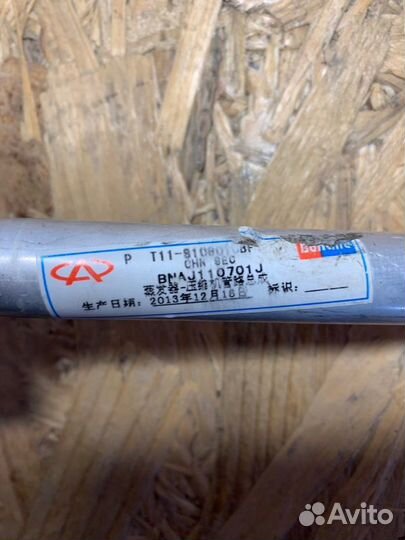 P T11-8108010BF
CHN SEC
BNAJ110701J
蒸发器-压缩机管路总成
生产日期: 2013年12月16日 标识:
Avito